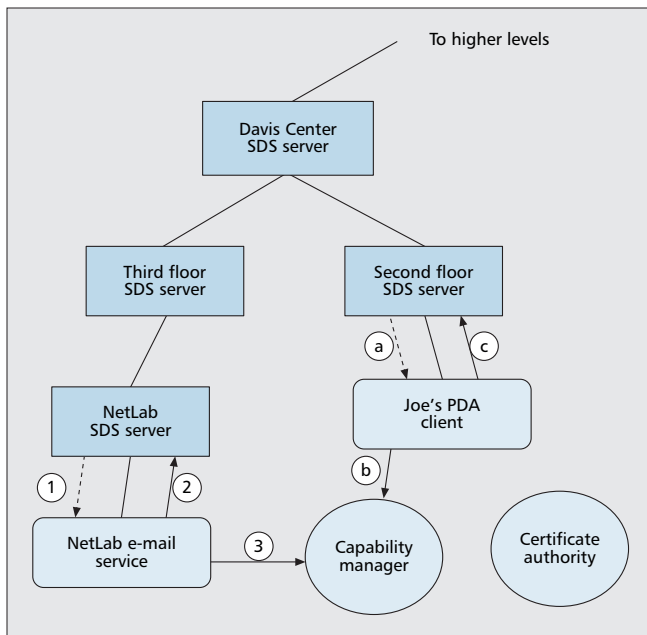 To higher levels
Davis Center
SDS server
Third floor
SDS server
Second floor
SDS server
a
c
NetLab
SDS server
Joe's PDA
client
1
2
b
NetLab e-mail
service
3
Capability
manager
Certificate
authority